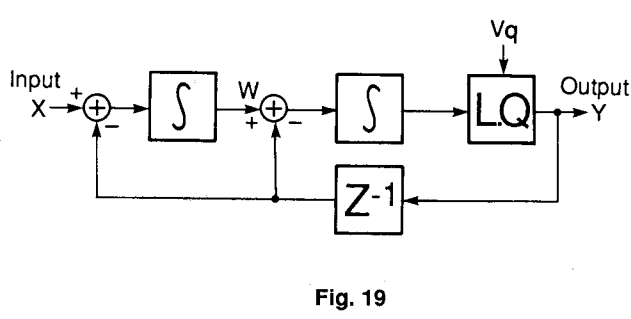 Vq
Input
X
+
+
−
∫
W
+
+
−
∫
L.Q
Output
Y
Z-1
Fig. 19